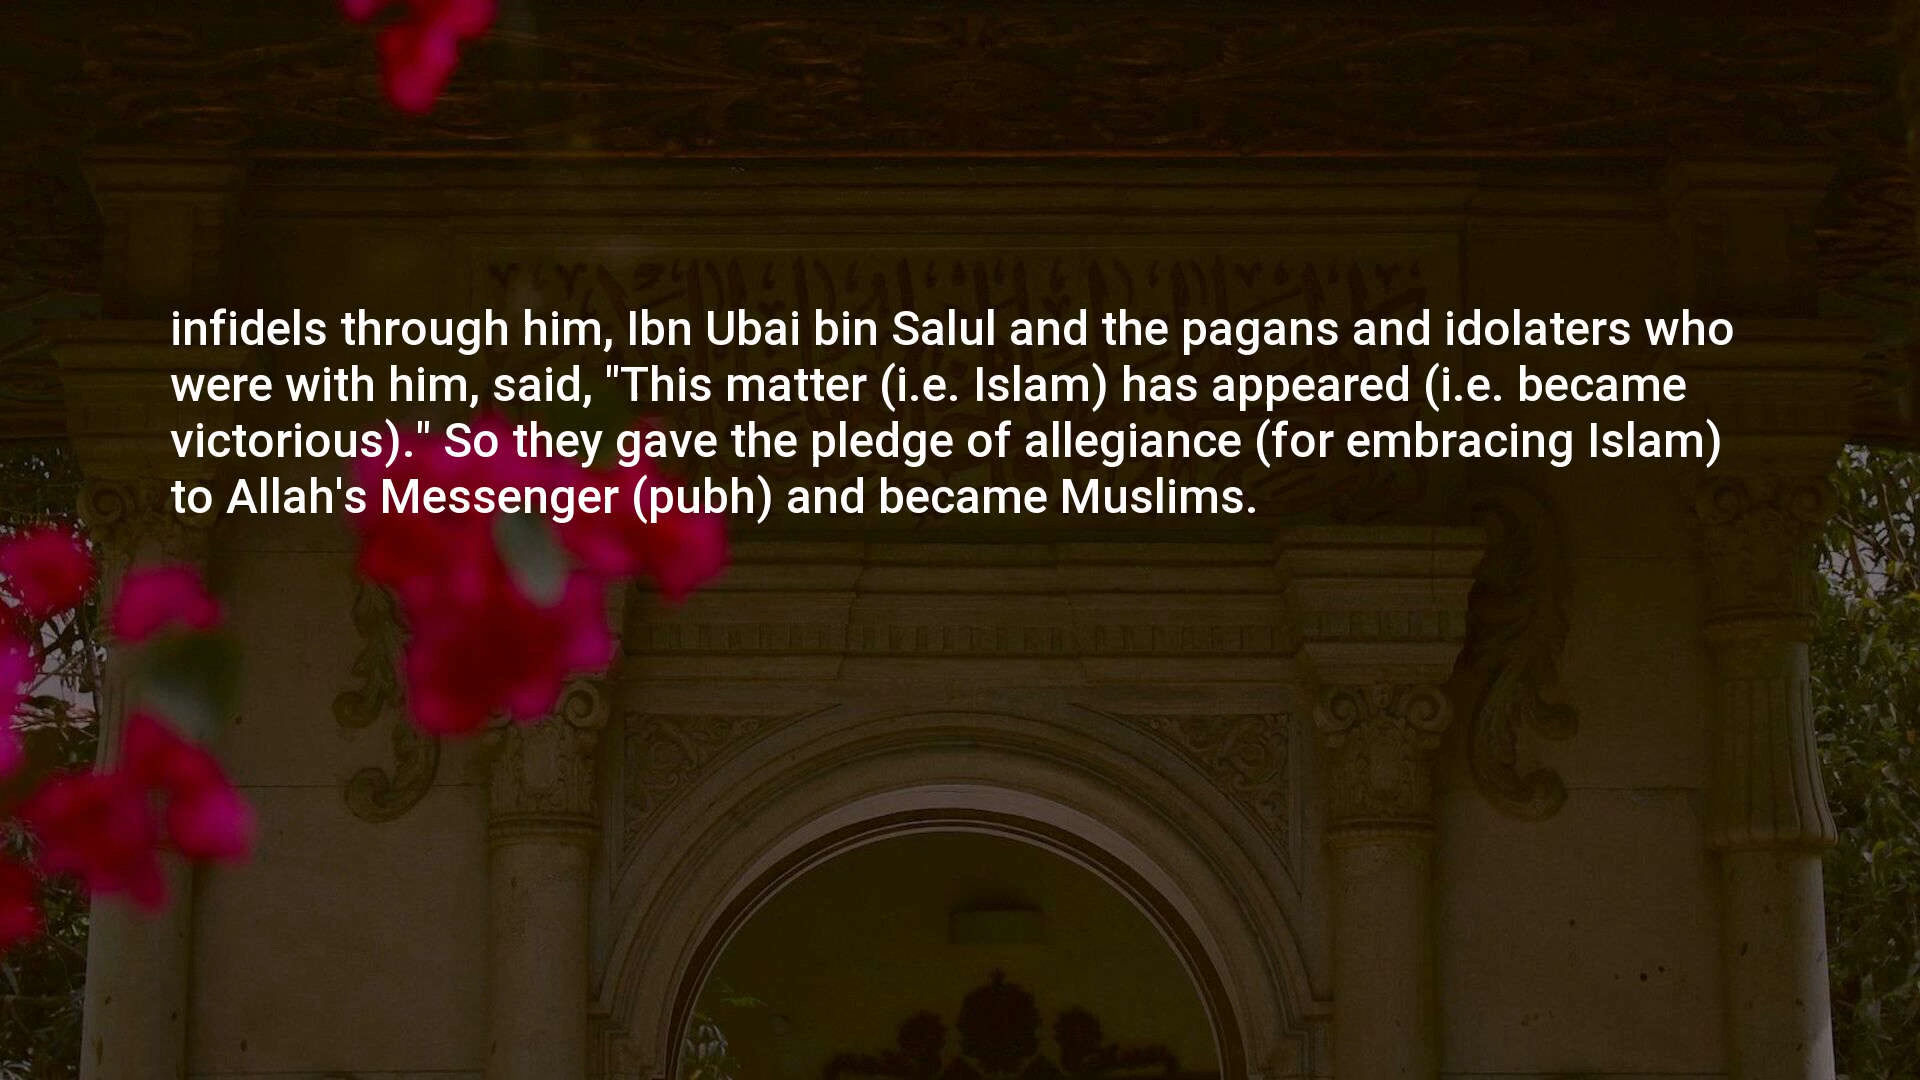 infidels through him, Ibn Ubai bin Salul and the pagans and idolaters who
were with him, said, "This matter (i.e. Islam) has appeared (i.e. became
victorious)." So they gave the pledge of allegiance (for embracing Islam)
to Allah's Messenger (pubh) and became Muslims.